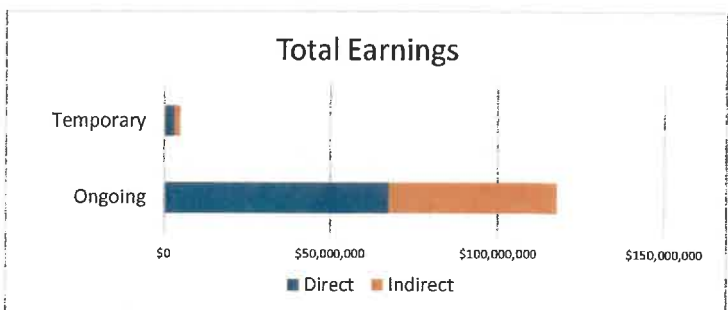 Total Earnings
Temporary
Ongoing
$0 $50,000,000 $100,000,000 $150,000,000
Direct Indirect